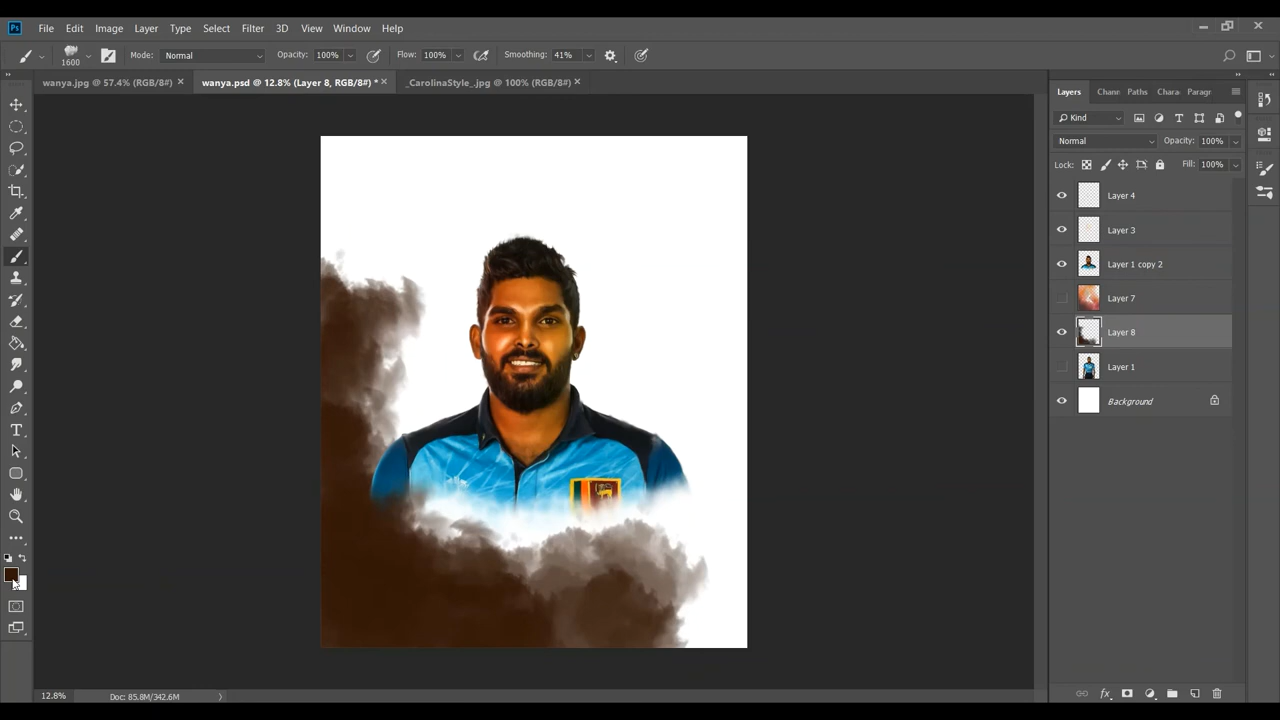 Ps File Edit Image Layer Type Select Filter 3D View Window Help
1600 Mode: Normal Opacity: 100% Flow: 100% Smoothing: 41%
wanya.jpg @ 57.4% (RGB/8#) × wanya.psd @ 12.8% (Layer 8, RGB/8#) * × _CarolinaStyle_.jpg @ 100% (RGB/8#) ×
Layers Chann Paths Chara Paragr
Kind
Normal Opacity: 100%
Lock: Fill: 100%
Layer 4
Layer 3
Layer 1 copy 2
Layer 7
Layer 8
Layer 1
Background
12.8% Doc: 85.8M/342.6M